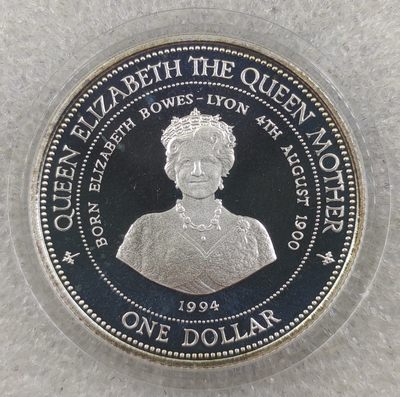 QUEEN ELIZABETH THE QUEEN MOTHER
BORN ELIZABETH BOWES-LYON 4TH AUGUST 1900
1994
ONE DOLLAR